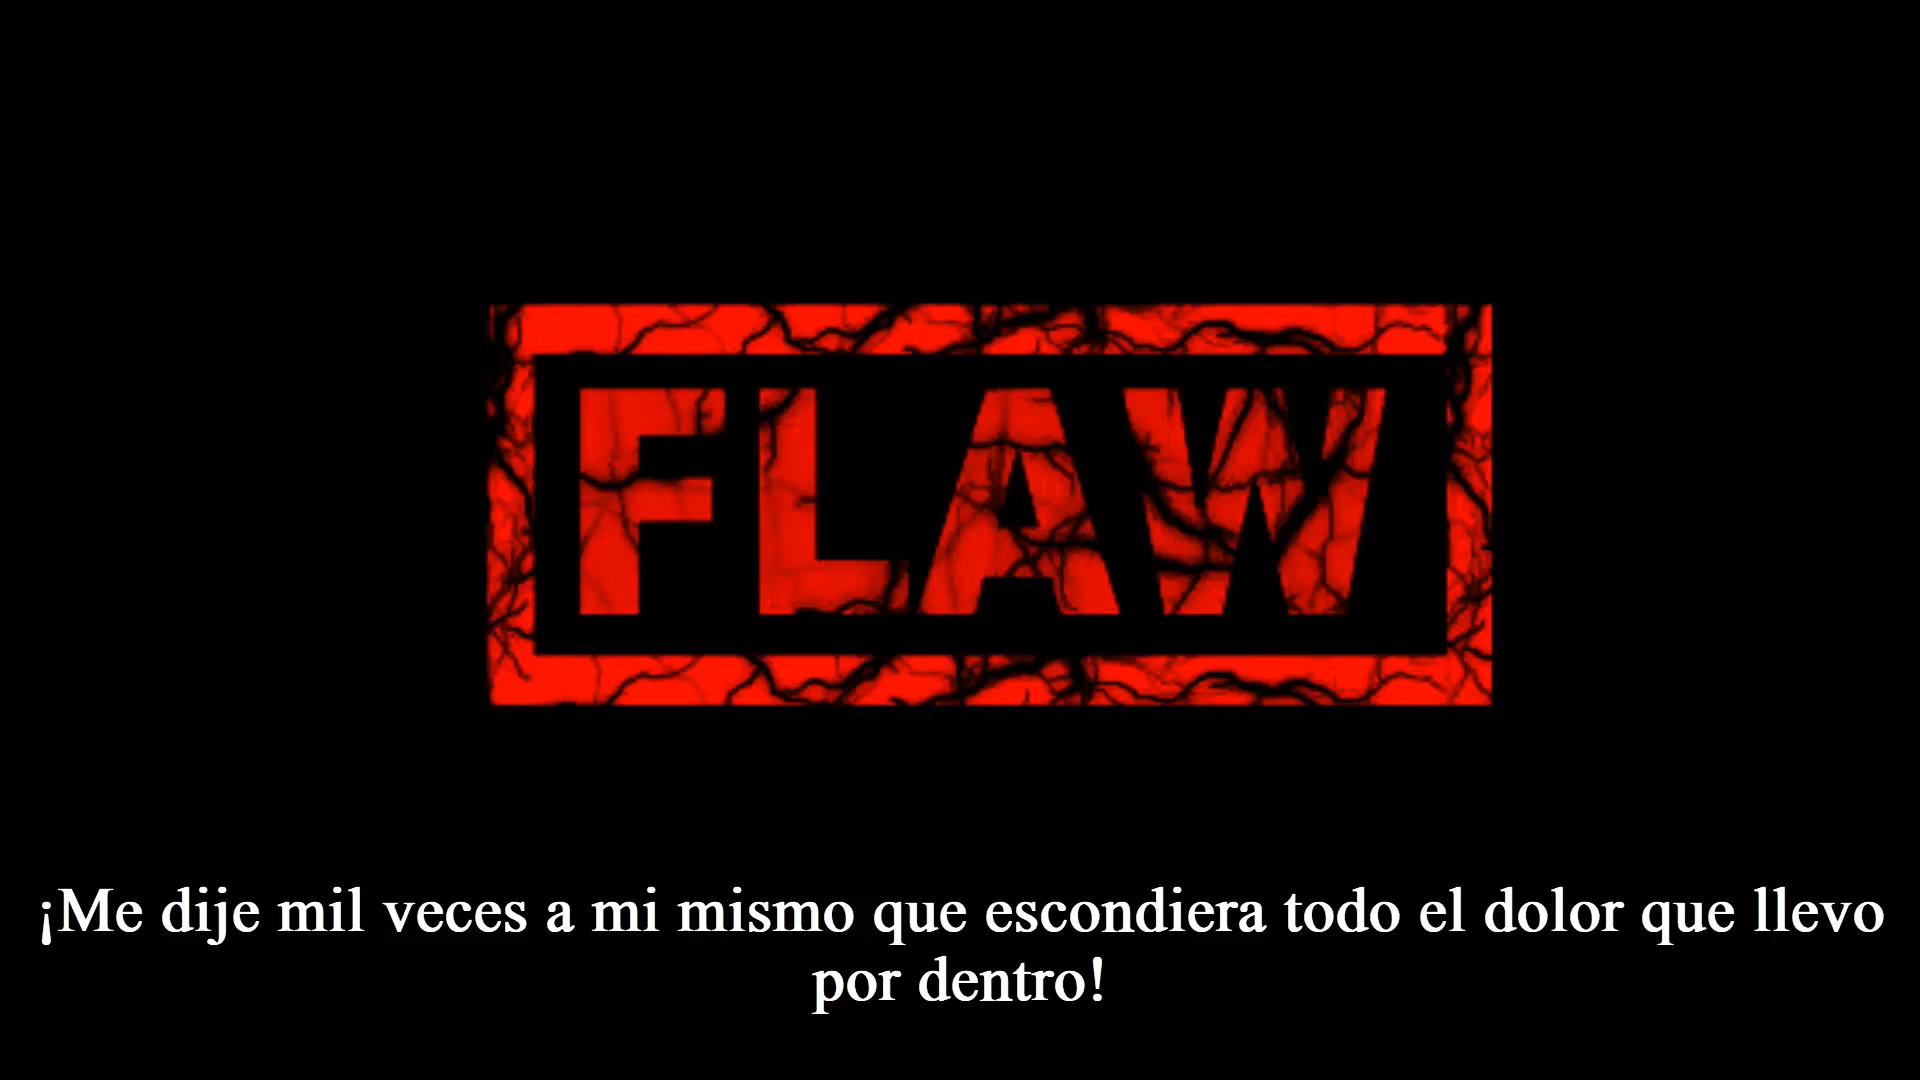 FLAW
¡Me dije mil veces a mi mismo que escondiera todo el dolor que llevo
por dentro!